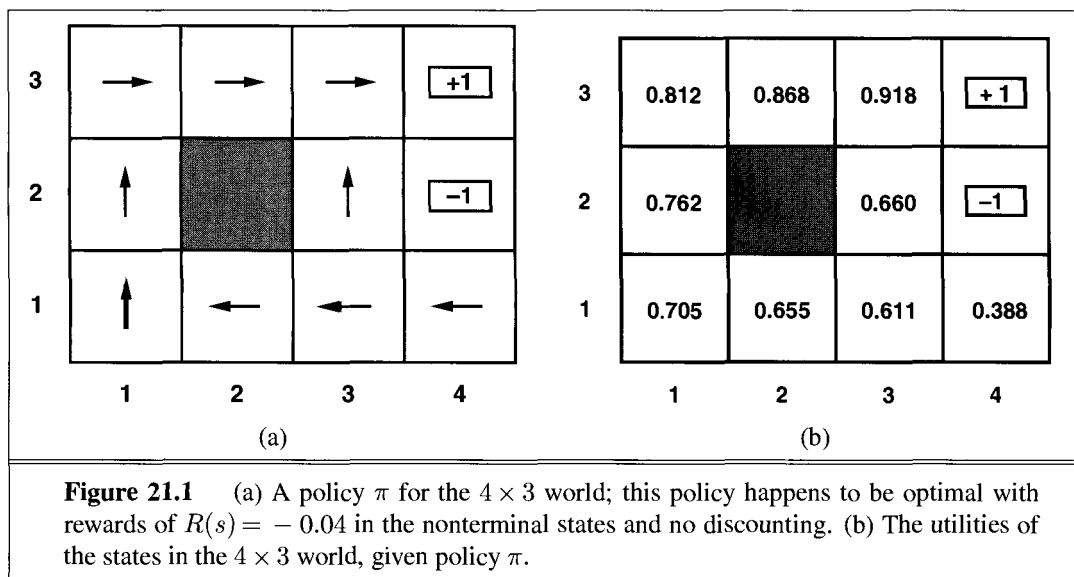 3 +1
2 −1
1
1 2 3 4
(a)
3 0.812 0.868 0.918 + 1
2 0.762 0.660 −1
1 0.705 0.655 0.611 0.388
1 2 3 4
(b)
Figure 21.1 (a) A policy π for the 4 × 3 world; this policy happens to be optimal with
rewards of R(s) = − 0.04 in the nonterminal states and no discounting. (b) The utilities of
the states in the 4 × 3 world, given policy π.